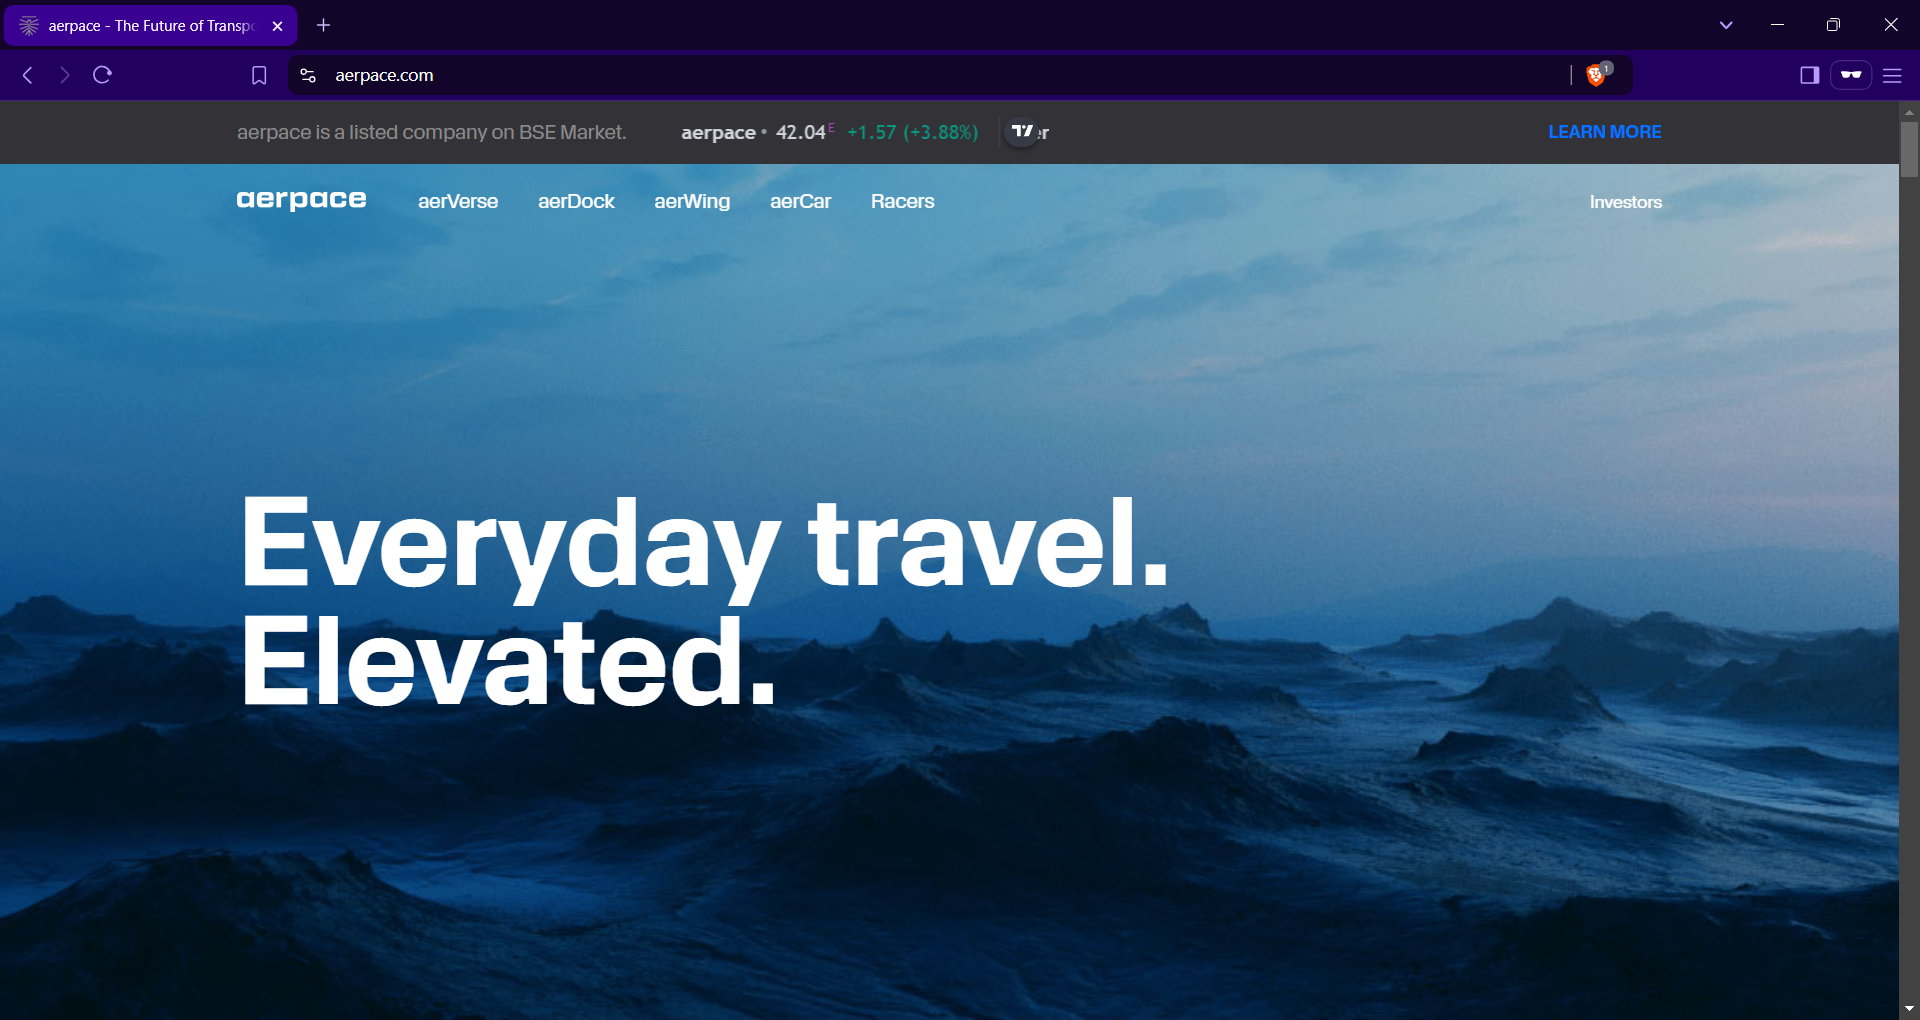 aerpace - The Future of Transp
aerpace.com
1
aerpace is a listed company on BSE Market. aerpace • 42.04 E +1.57 (+3.88%) LEARN MORE
aerpace aerVerse aerDock aerWing aerCar Racers Investors
Everyday travel.
Elevated.